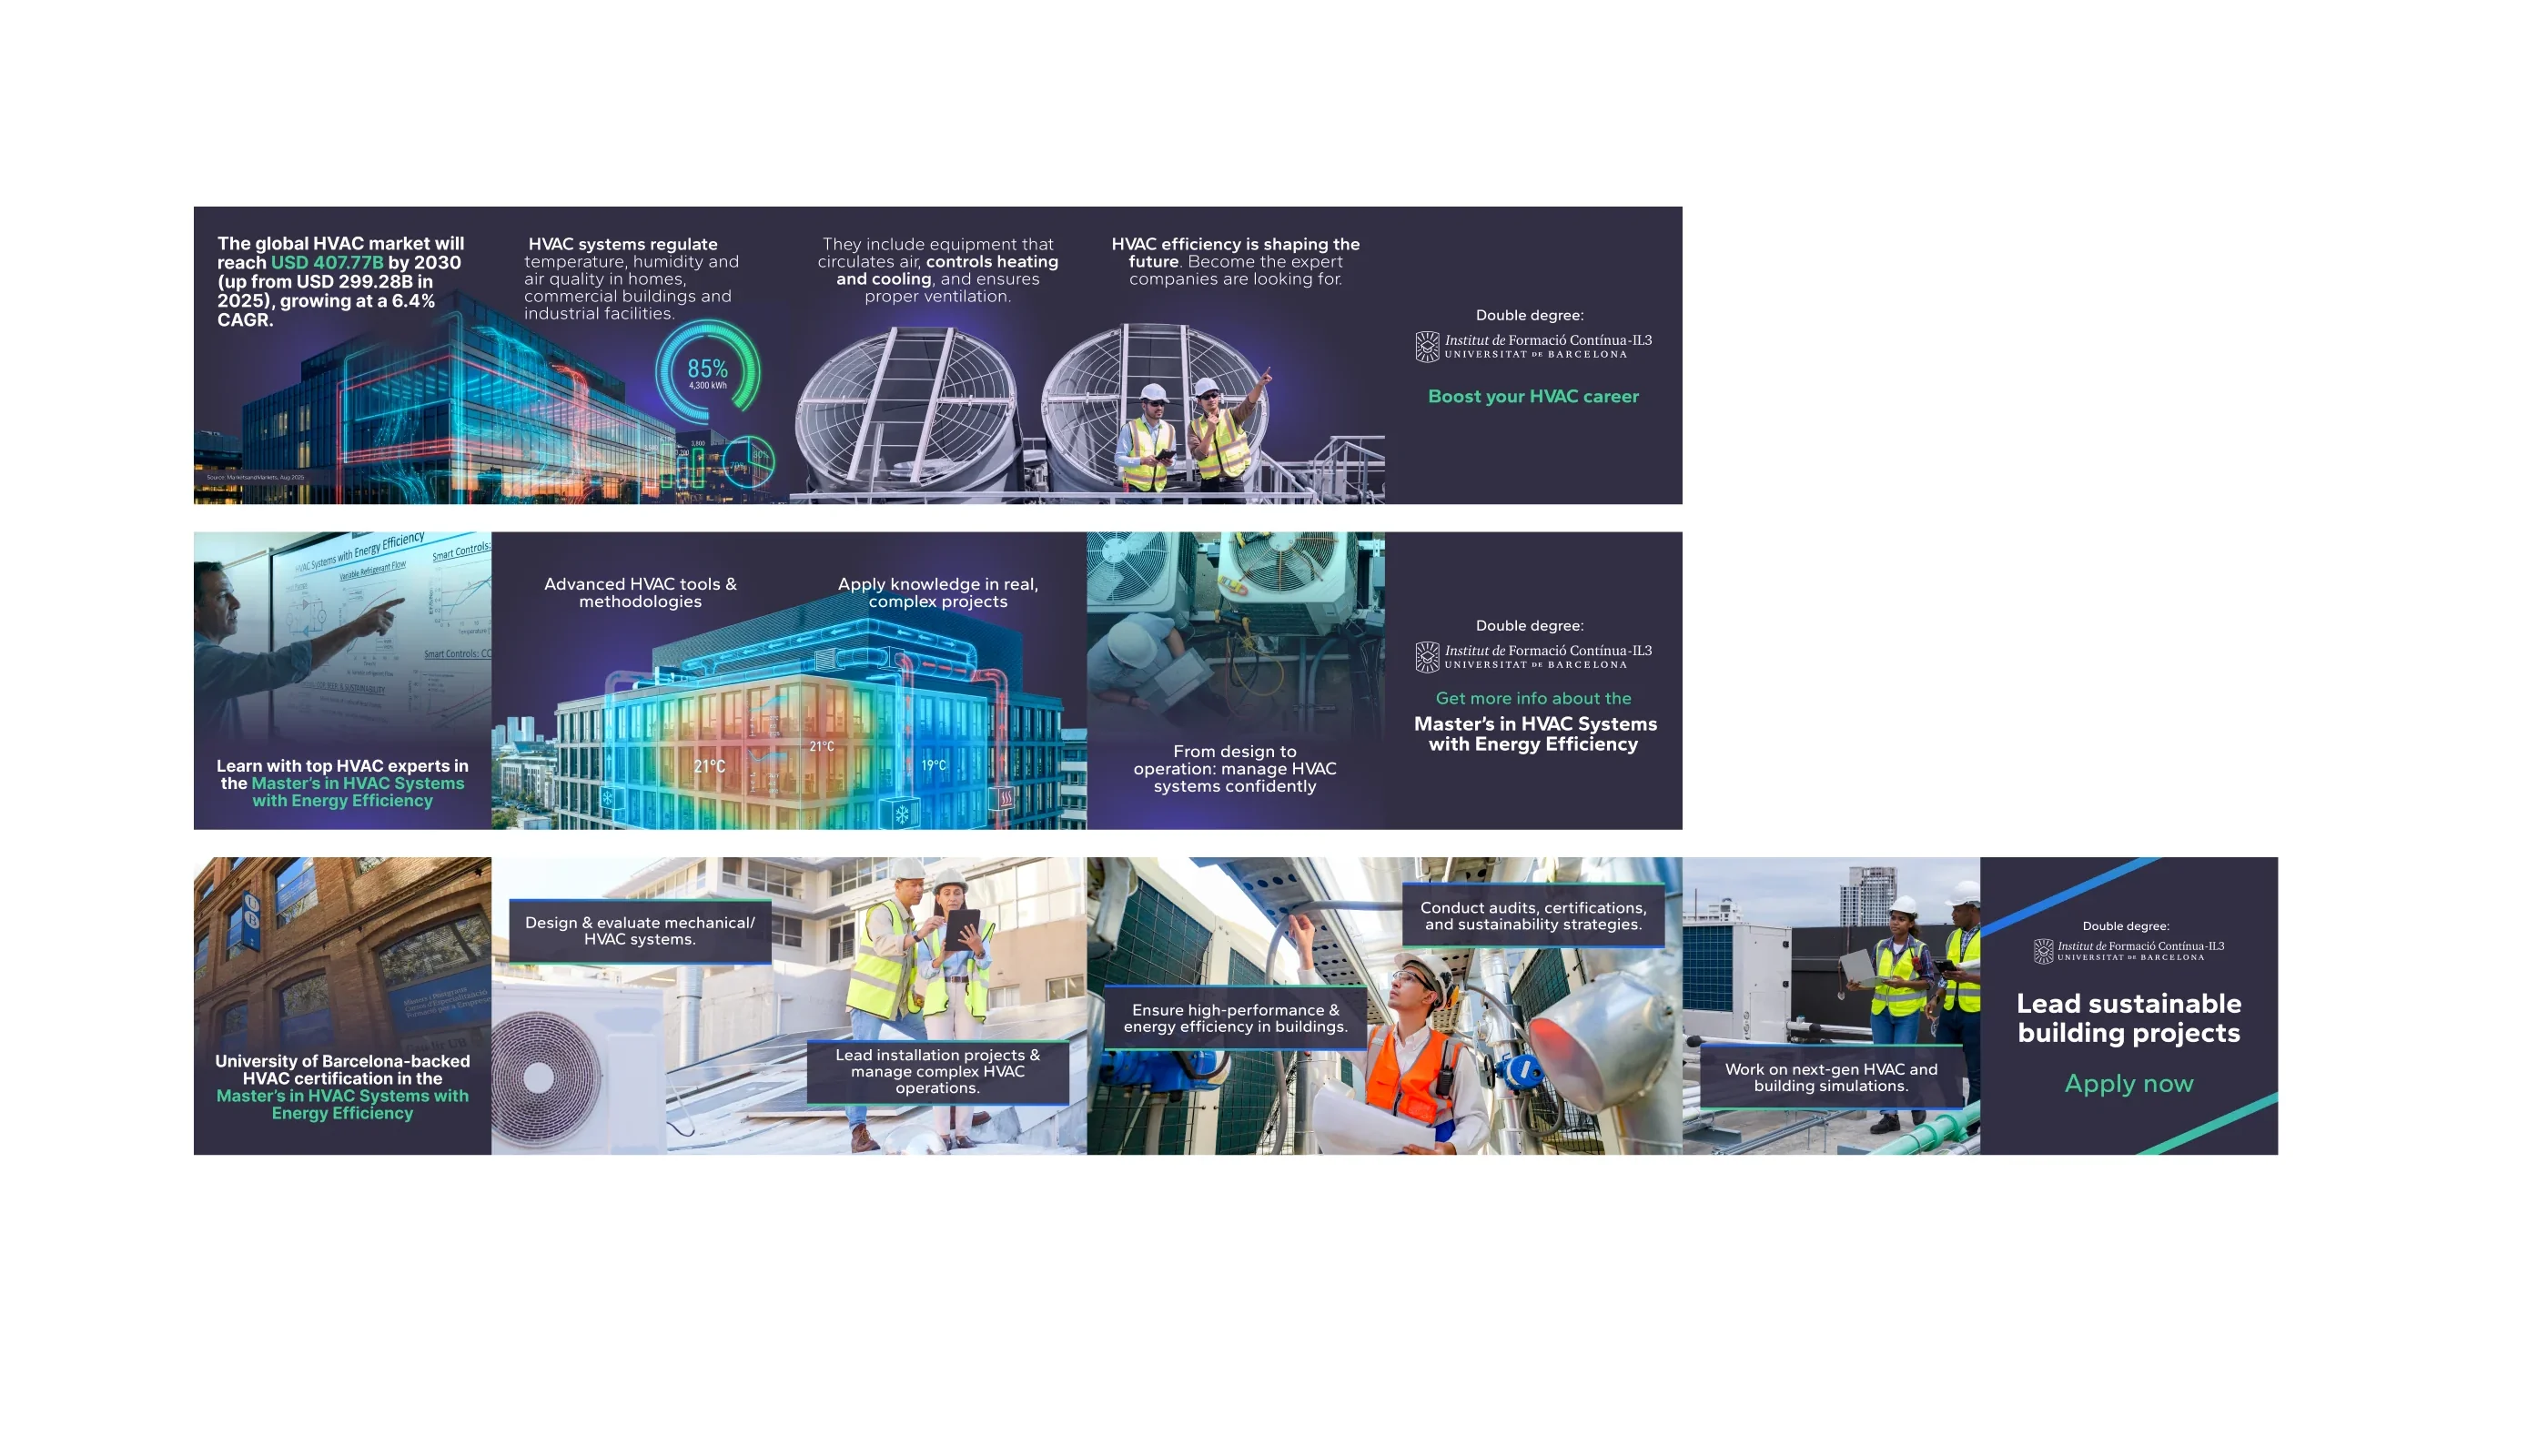 The global HVAC market will
reach USD 407.77B by 2030
(up from USD 299.28B in
2025), growing at a 6.4%
CAGR.
Source: MarketsandMarkets, Aug 2025
HVAC systems regulate
temperature, humidity and
air quality in homes,
commercial buildings and
industrial facilities.
85%
4,300 kWh
They include equipment that
circulates air, controls heating
and cooling, and ensures
proper ventilation.
HVAC efficiency is shaping the
future. Become the expert
companies are looking for.
Double degree:
Institut de Formació Contínua-IL3
UNIVERSITAT DE BARCELONA
Boost your HVAC career
HVAC Systems with Energy Efficiency
Variable Refrigerant Flow
Smart Controls:
Smart Controls: CC
Learn with top HVAC experts in
the Master's in HVAC Systems
with Energy Efficiency
Advanced HVAC tools &
methodologies
Apply knowledge in real,
complex projects
21°C
21°C
19°C
From design to
operation: manage HVAC
systems confidently
Double degree:
Institut de Formació Contínua-IL3
UNIVERSITAT DE BARCELONA
Get more info about the
Master's in HVAC Systems
with Energy Efficiency
UB
University of Barcelona-backed
HVAC certification in the
Master's in HVAC Systems with
Energy Efficiency
Design & evaluate mechanical/
HVAC systems.
Lead installation projects &
manage complex HVAC
operations.
Ensure high-performance &
energy efficiency in buildings.
Conduct audits, certifications,
and sustainability strategies.
Work on next-gen HVAC and
building simulations.
Double degree:
Institut de Formació Contínua-IL3
UNIVERSITAT DE BARCELONA
Lead sustainable
building projects
Apply now